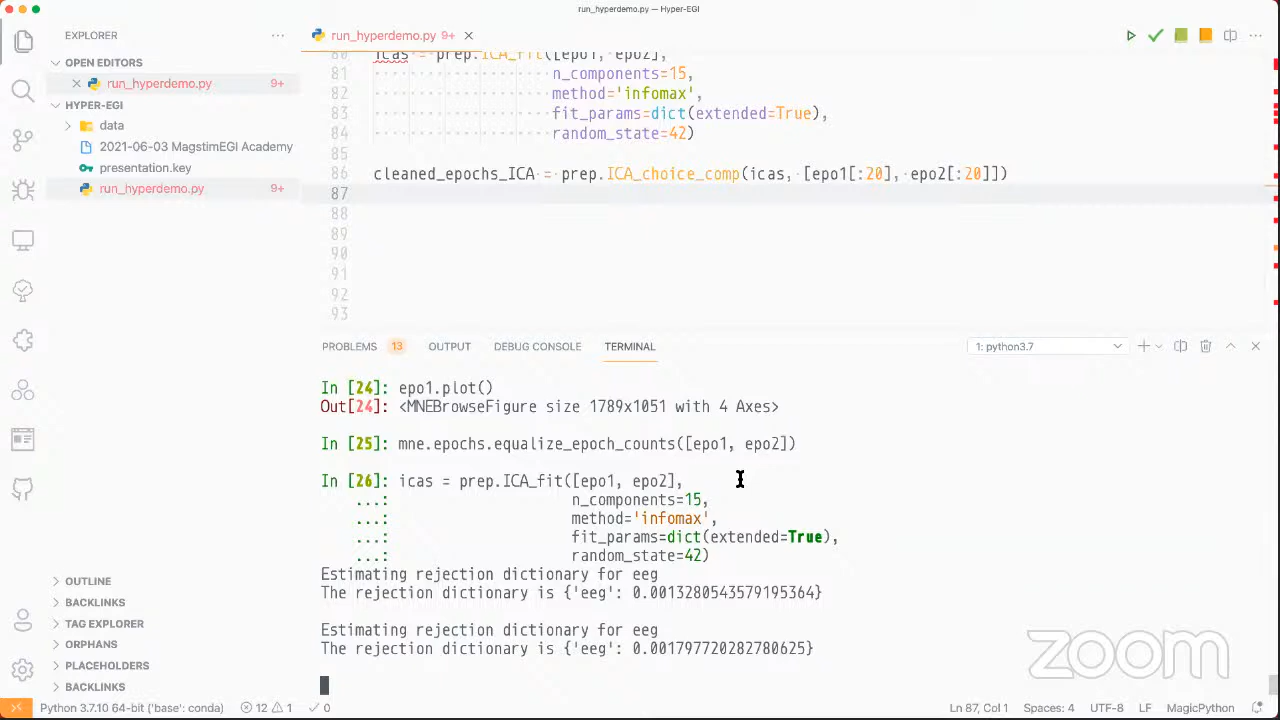 run_hyperdemo.py — Hyper-EGI
EXPLORER
run_hyperdemo.py 9+
OPEN EDITORS
run_hyperdemo.py 9+
HYPER-EGI
data
2021-06-03 MagstimEGI Academy
presentation.key
run_hyperdemo.py 9+
OUTLINE
BACKLINKS
TAG EXPLORER
ORPHANS
PLACEHOLDERS
BACKLINKS
80 icas = prep.ICA_fit([epo1, epo2],
81 n_components=15,
82 method='infomax',
83 fit_params=dict(extended=True),
84 random_state=42)
85
86 cleaned_epochs_ICA = prep.ICA_choice_comp(icas, [epo1[:20], epo2[:20]])
87
88
89
90
91
92
93
PROBLEMS 13 OUTPUT DEBUG CONSOLE TERMINAL 1: python3.7
In [24]: epo1.plot()
Out[24]: <MNEBrowseFigure size 1789x1051 with 4 Axes>
In [25]: mne.epochs.equalize_epoch_counts([epo1, epo2])
In [26]: icas = prep.ICA_fit([epo1, epo2],
...: n_components=15,
...: method='infomax',
...: fit_params=dict(extended=True),
...: random_state=42)
Estimating rejection dictionary for eeg
The rejection dictionary is {'eeg': 0.0013280543579195364}
Estimating rejection dictionary for eeg
The rejection dictionary is {'eeg': 0.001797720282780625}
zoom
Python 3.7.10 64-bit ('base': conda) 12 1 0 Ln 87, Col 1 Spaces: 4 UTF-8 LF MagicPython